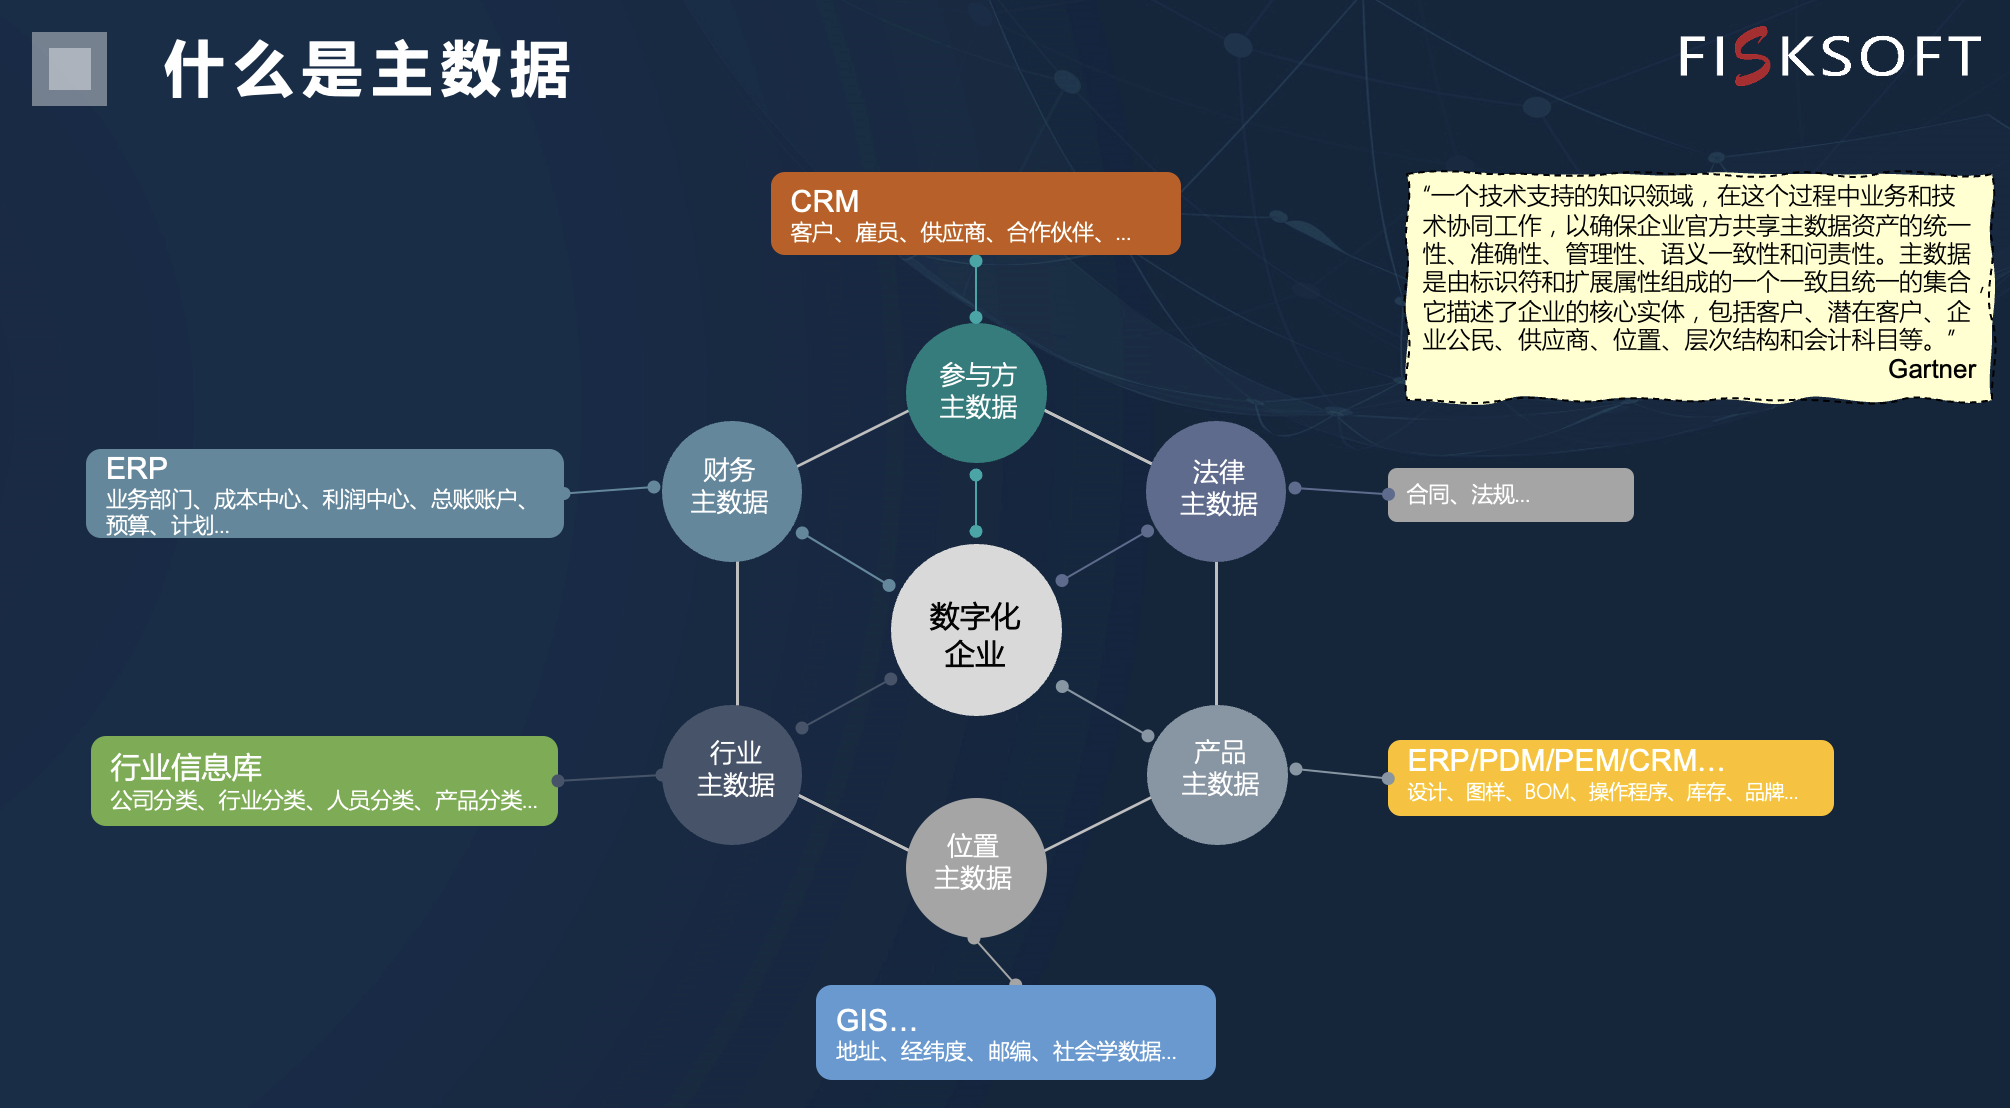 什么是主数据
FISKSOFT
CRM
客户、雇员、供应商、合作伙伴、...
“一个技术支持的知识领域，在这个过程中业务和技
术协同工作，以确保企业官方共享主数据资产的统一
性、准确性、管理性、语义一致性和问责性。主数据
是由标识符和扩展属性组成的一个一致且统一的集合，
它描述了企业的核心实体，包括客户、潜在客户、企
业公民、供应商、位置、层次结构和会计科目等。”
Gartner
参与方
主数据
ERP
业务部门、成本中心、利润中心、总账账户、
预算、计划...
财务
主数据
法律
主数据
合同、法规...
数字化
企业
行业信息库
公司分类、行业分类、人员分类、产品分类...
行业
主数据
产品
主数据
ERP/PDM/PEM/CRM...
设计、图样、BOM、操作程序、库存、品牌...
位置
主数据
GIS...
地址、经纬度、邮编、社会学数据...